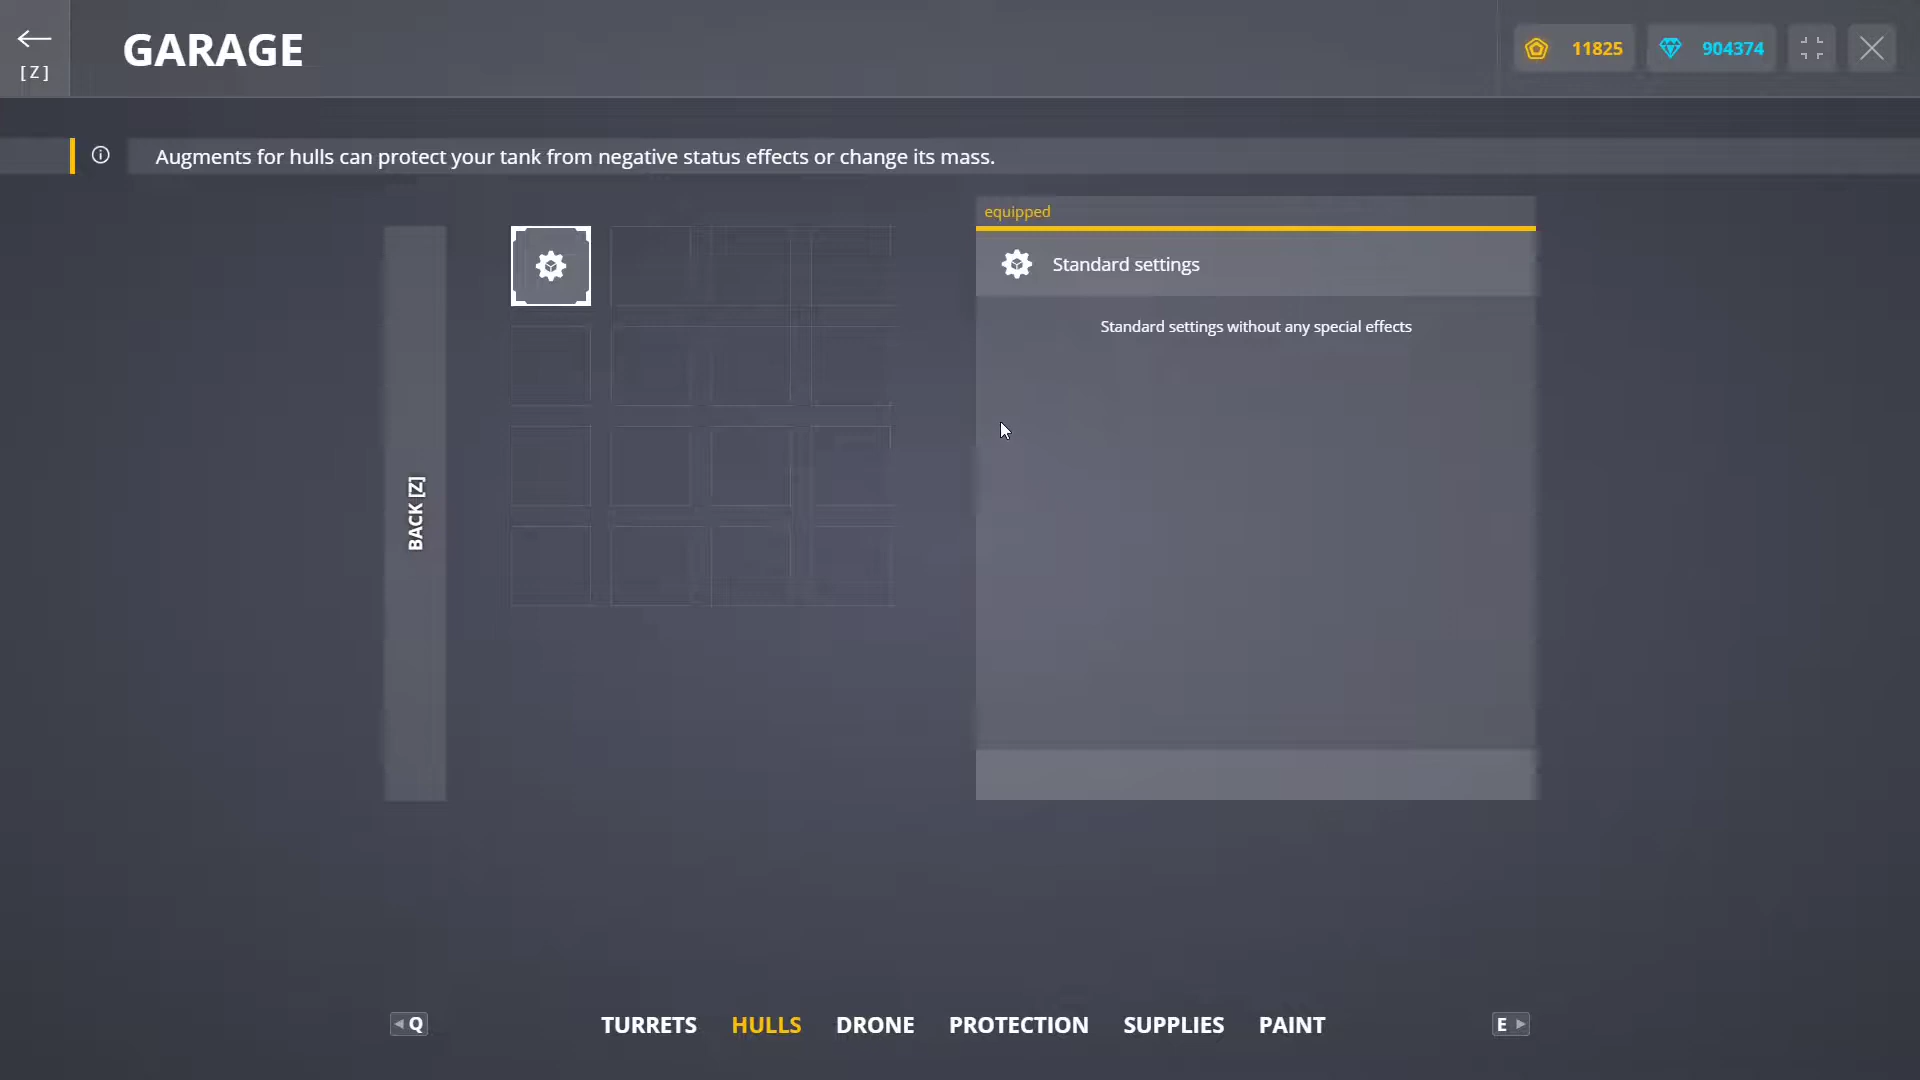 [Z]
GARAGE
11825
904374
Augments for hulls can protect your tank from negative status effects or change its mass.
equipped
Standard settings
Standard settings without any special effects
BACK [Z]
Q
TURRETS
HULLS
DRONE
PROTECTION
SUPPLIES
PAINT
E